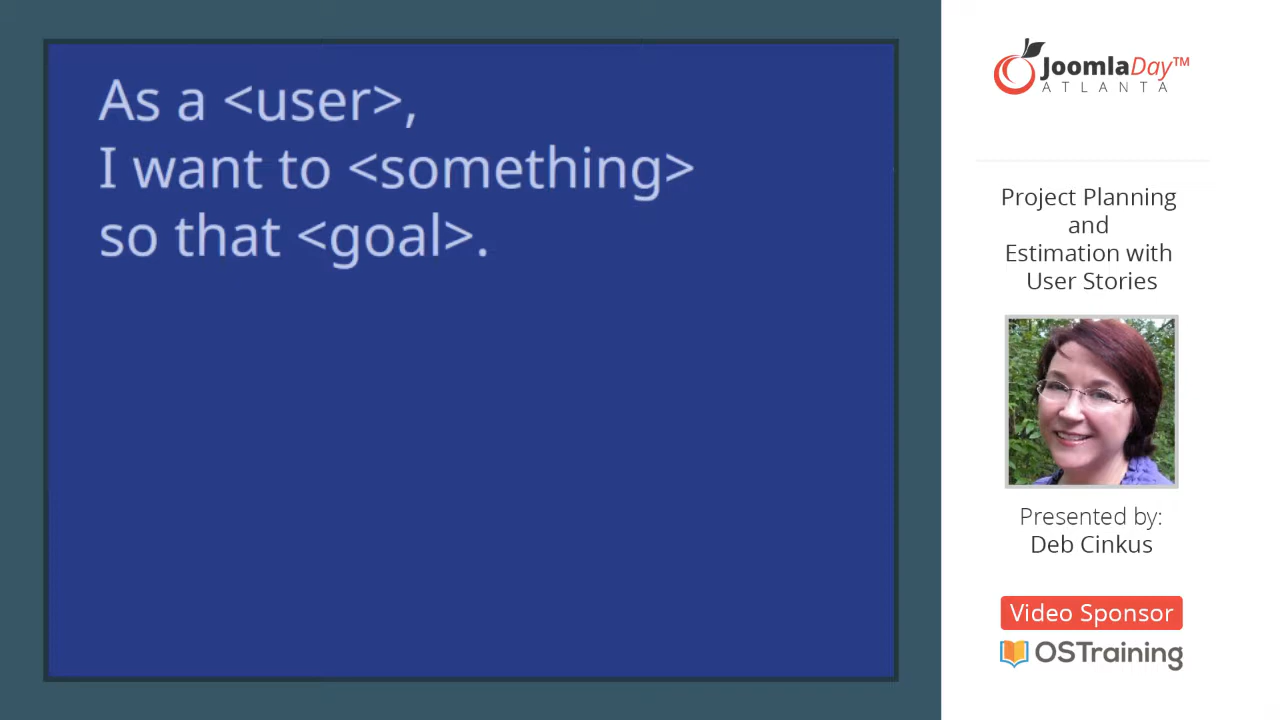 As a <user>,
I want to <something>
so that <goal>.
JoomlaDay™
ATLANTA
Project Planning
and
Estimation with
User Stories
Presented by:
Deb Cinkus
Video Sponsor
OSTraining